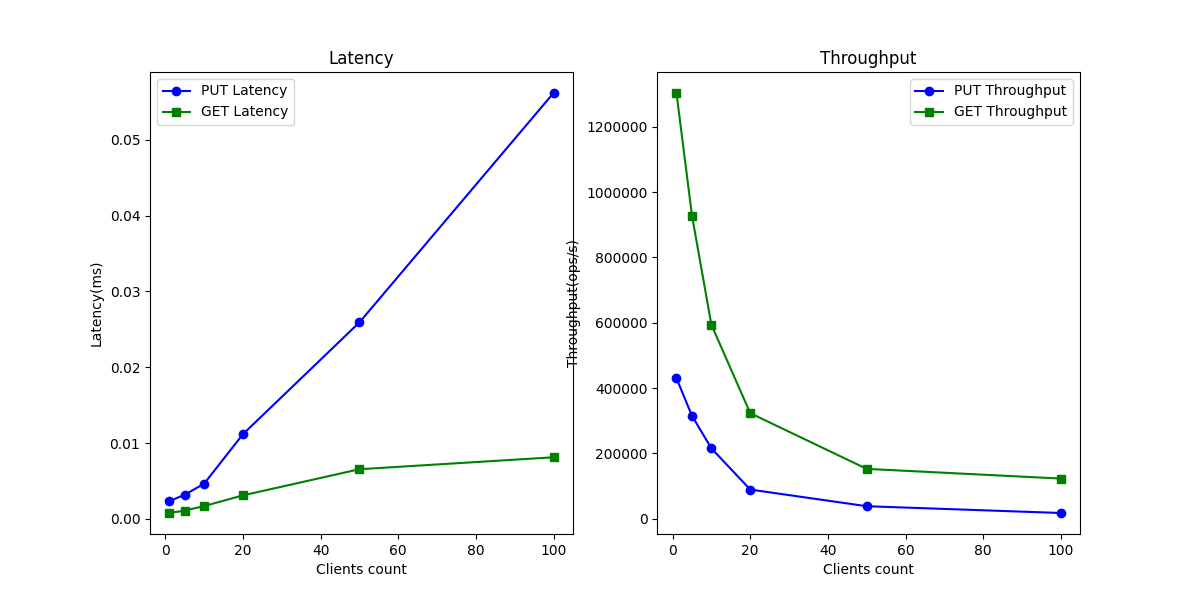 Latency
PUT Latency
GET Latency
0.05
0.04
0.03
0.02
0.01
0.00
Latency(ms)
0 20 40 60 80 100
Clients count
Throughput
PUT Throughput
GET Throughput
1200000
1000000
800000
600000
400000
200000
0
Throughput(ops/s)
0 20 40 60 80 100
Clients count